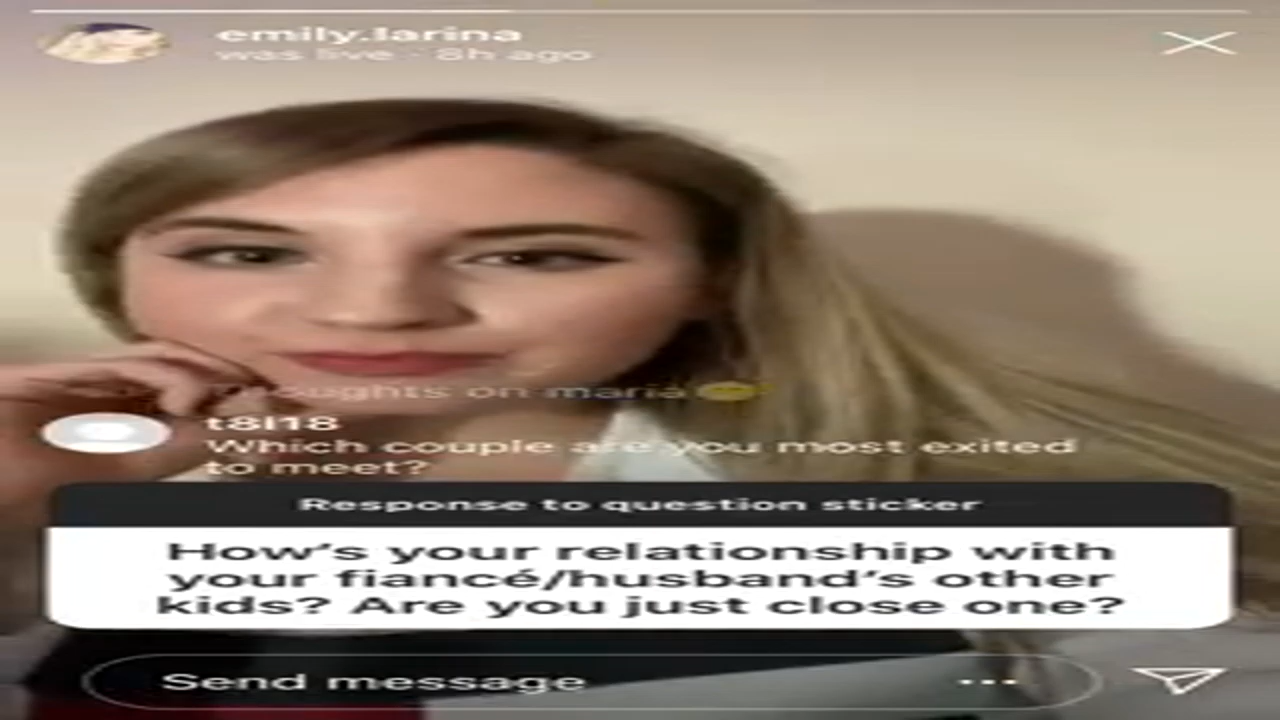 emily.larina
was live · 8h ago
Thoughts on maria
t8l18
Which couple are you most exited
to meet?
Response to question sticker
How's your relationship with
your fiancé/husband's other
kids? Are you just close one?
Send message